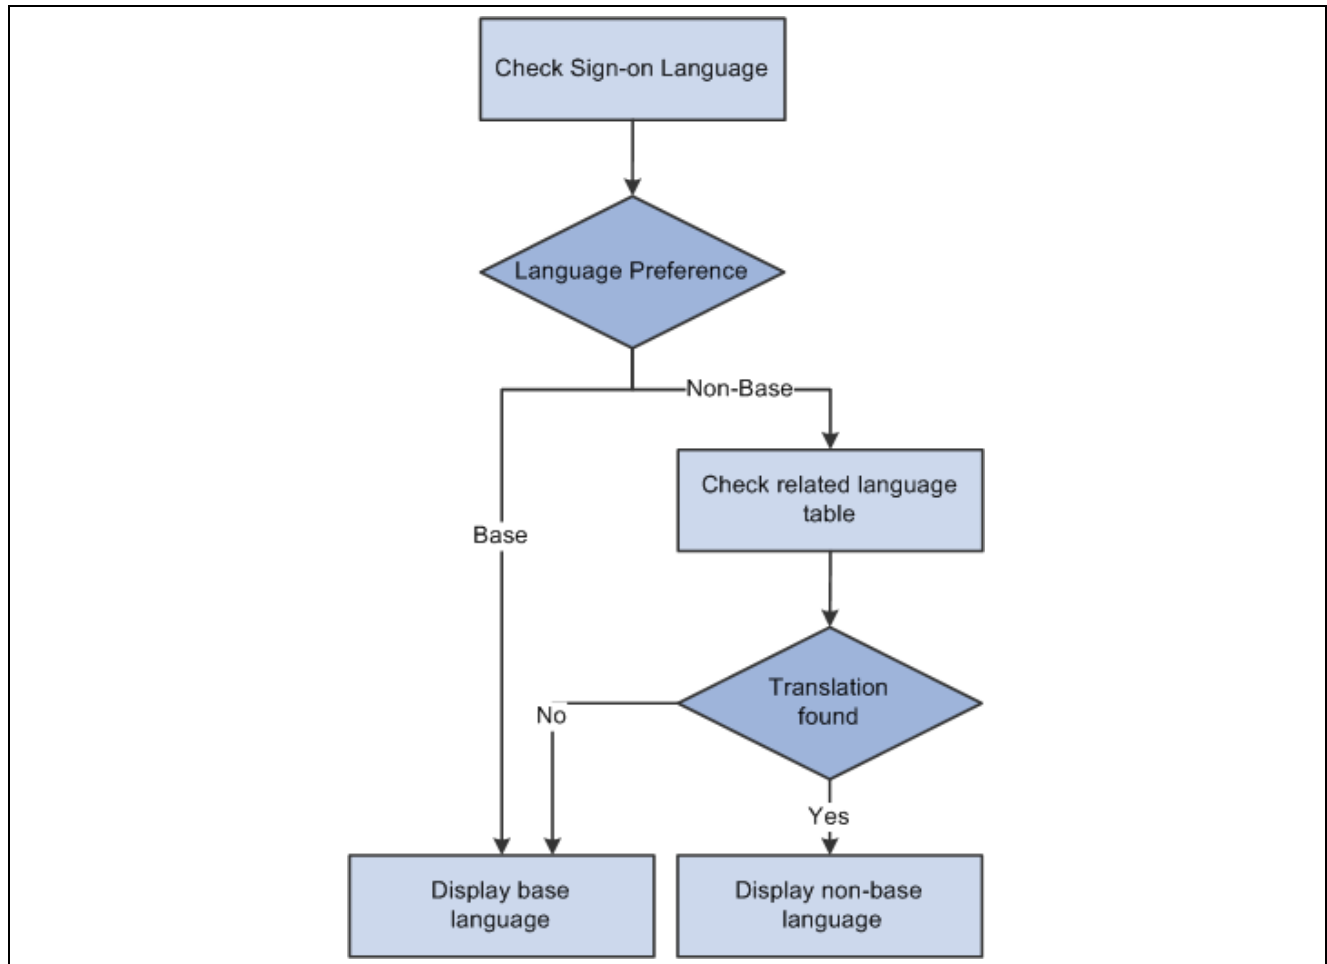 Check Sign-on Language
Language Preference
Non-Base
Check related language
table
Base
Translation
found
No
Yes
Display base
language
Display non-base
language